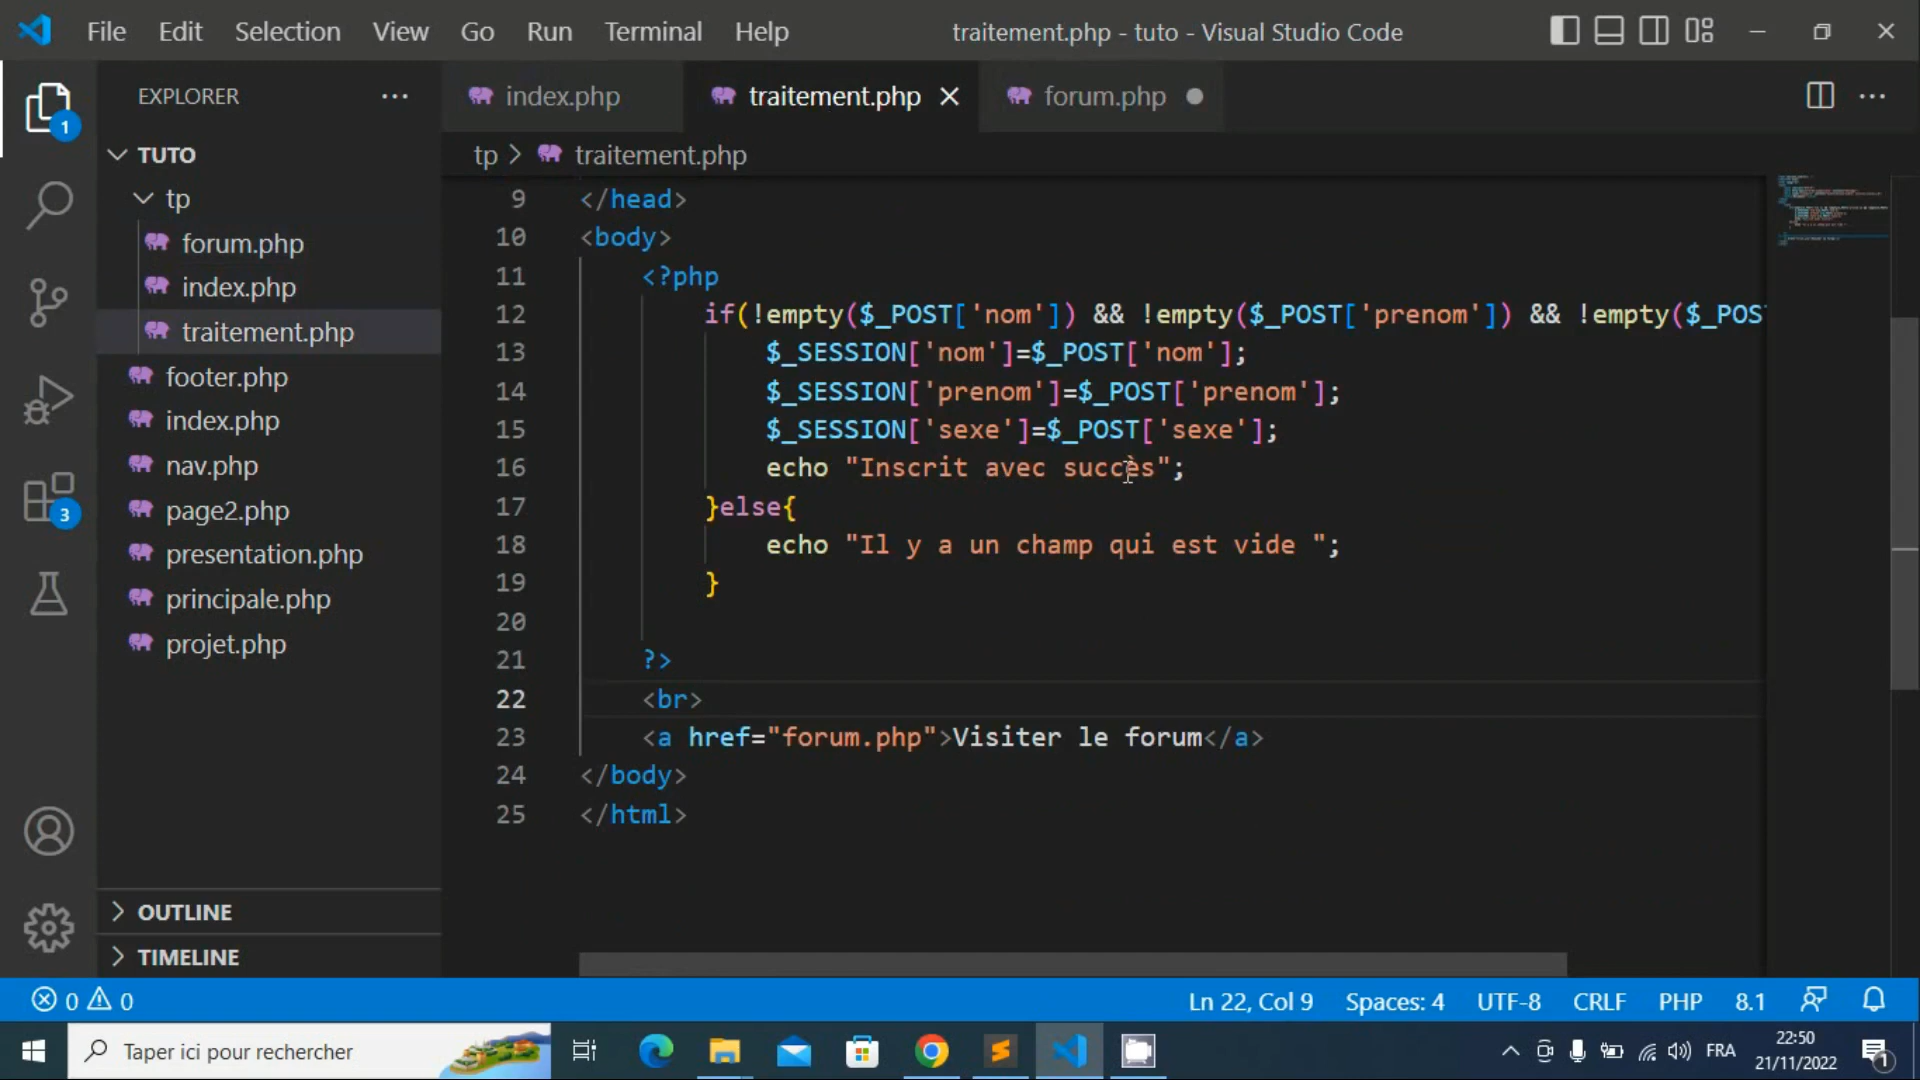 File Edit Selection View Go Run Terminal Help traitement.php - tuto - Visual Studio Code
EXPLORER
index.php traitement.php forum.php
TUTO
tp > traitement.php
tp
forum.php
index.php
traitement.php
footer.php
index.php
nav.php
page2.php
presentation.php
principale.php
projet.php
OUTLINE
TIMELINE
1
3
9 </head>
10 <body>
11 <?php
12 if(!empty($_POST['nom']) && !empty($_POST['prenom']) && !empty($_POS
13 $_SESSION['nom']=$_POST['nom'];
14 $_SESSION['prenom']=$_POST['prenom'];
15 $_SESSION['sexe']=$_POST['sexe'];
16 echo "Inscrit avec succès";
17 }else{
18 echo "Il y a un champ qui est vide ";
19 }
20
21 ?>
22 <br>
23 <a href="forum.php">Visiter le forum</a>
24 </body>
25 </html>
0 0 Ln 22, Col 9 Spaces: 4 UTF-8 CRLF PHP 8.1
Taper ici pour rechercher FRA 22:50
21/11/2022 1